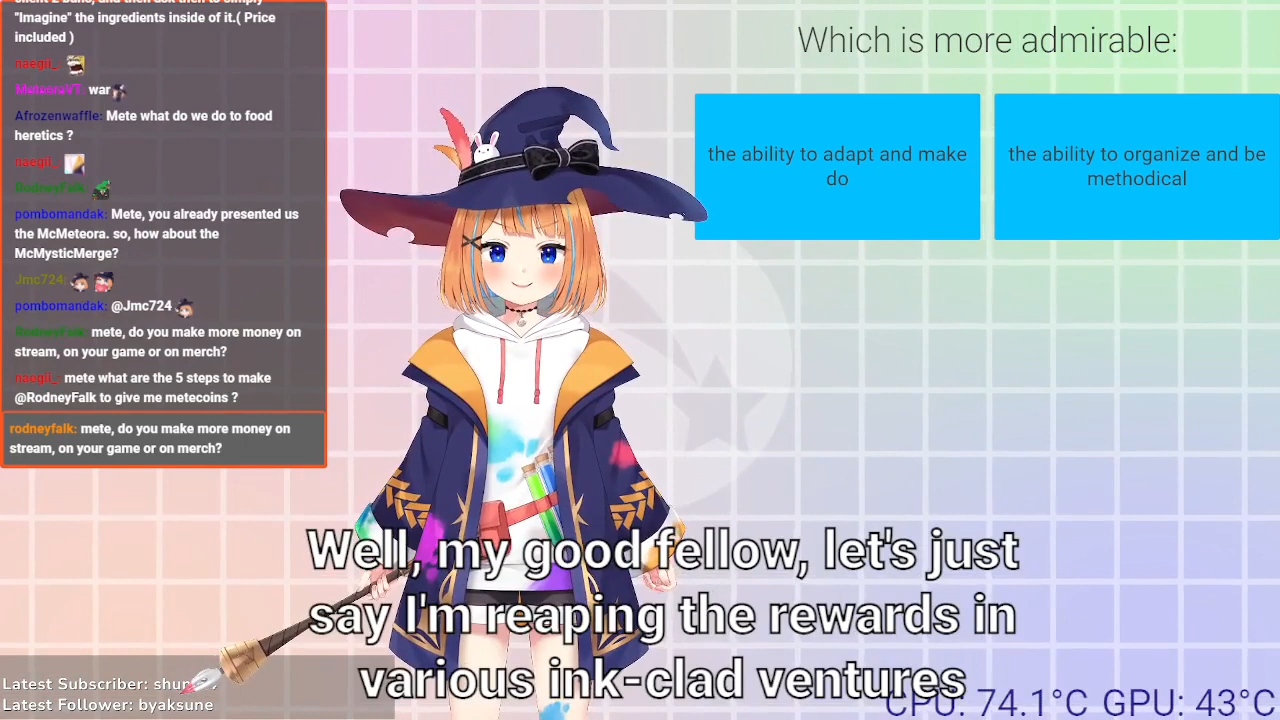 "Imagine" the ingredients inside of it.( Price
included )
naegii_:
MeteoraVT: war
Afrozenwaffle: Mete what do we do to food
heretics ?
naegii_:
RodneyFalk:
pombomandak: Mete, you already presented us
the McMeteora. so, how about the
McMysticMerge?
Jmc724:
pombomandak: @Jmc724
RodneyFalk: mete, do you make more money on
stream, on your game or on merch?
naegii_: mete what are the 5 steps to make
@RodneyFalk to give me metecoins ?
rodneyfalk: mete, do you make more money on
stream, on your game or on merch?
Which is more admirable:
the ability to adapt and make
do
the ability to organize and be
methodical
Well, my good fellow, let's just
say I'm reaping the rewards in
various ink-clad ventures
Latest Subscriber:
Latest Follower: byaksune
CPU: 74.1°C GPU: 43°C